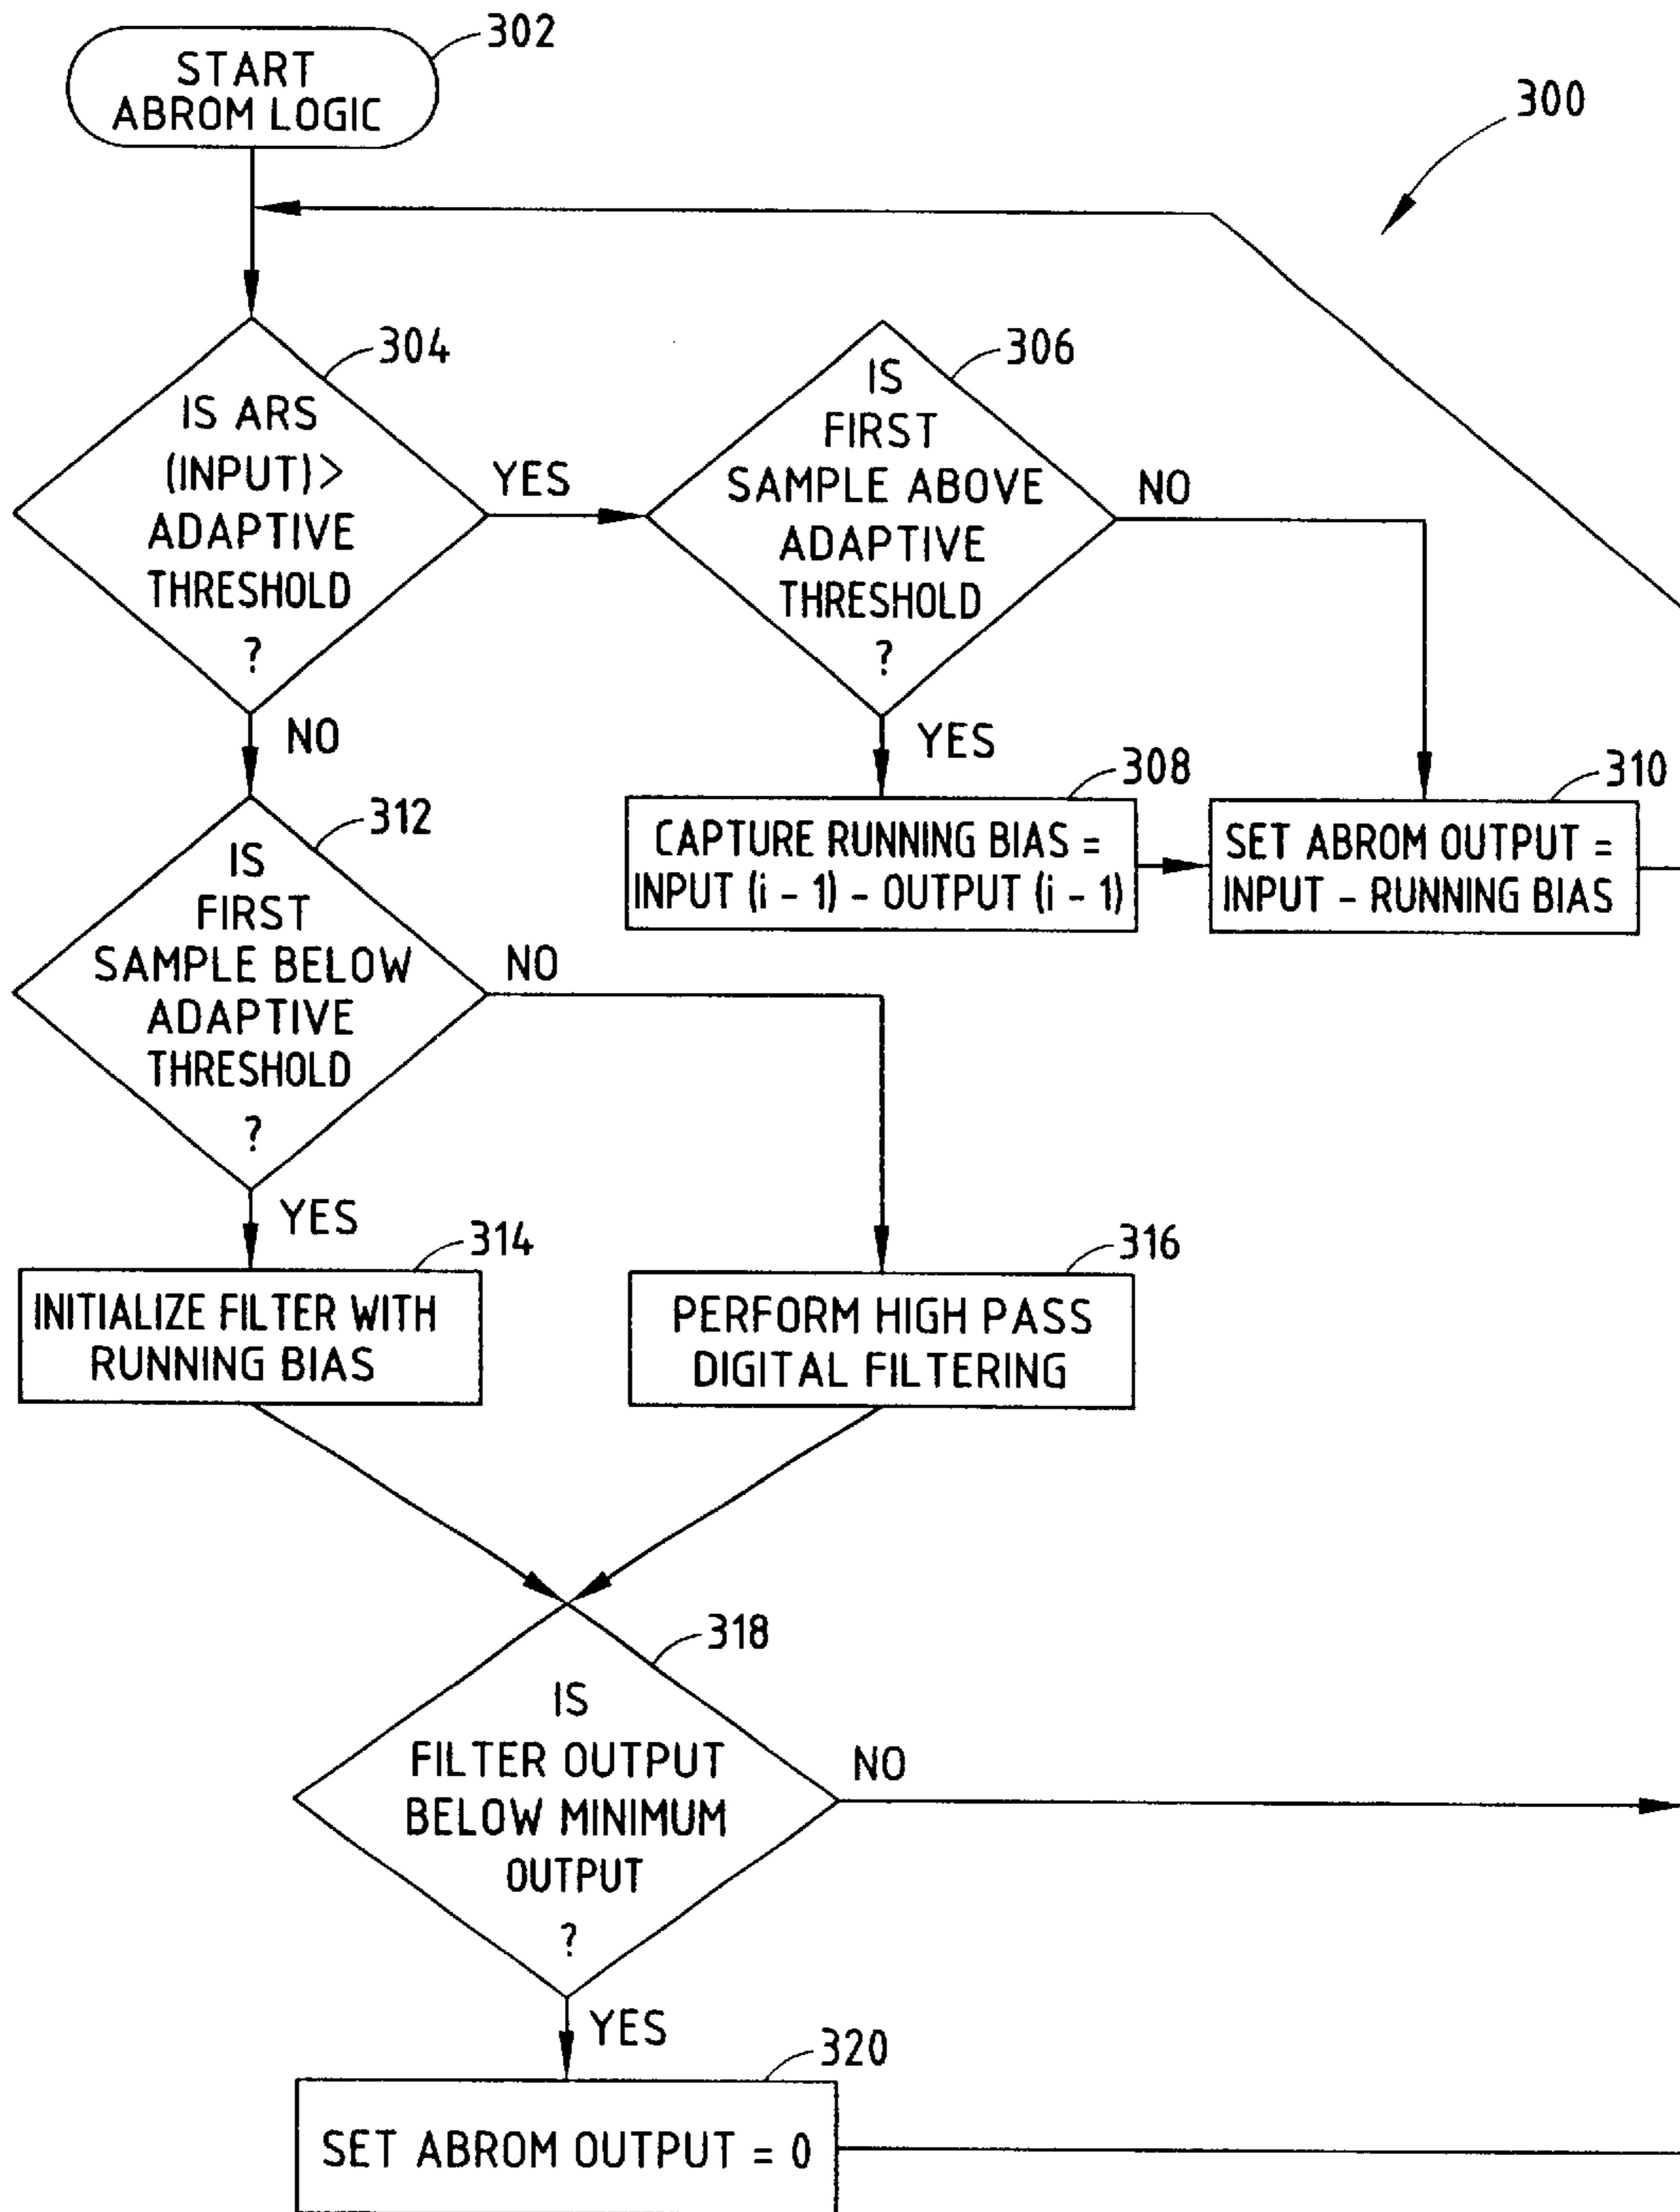 302
START
ABROM LOGIC
300
304
IS ARS
(INPUT)>
ADAPTIVE
THRESHOLD
?
YES
NO
306
IS
FIRST
SAMPLE ABOVE
ADAPTIVE
THRESHOLD
?
NO
YES
308
CAPTURE RUNNING BIAS =
INPUT (i - 1) - OUTPUT (i - 1)
310
SET ABROM OUTPUT =
INPUT - RUNNING BIAS
312
IS
FIRST
SAMPLE BELOW
ADAPTIVE
THRESHOLD
?
NO
YES
314
INITIALIZE FILTER WITH
RUNNING BIAS
316
PERFORM HIGH PASS
DIGITAL FILTERING
318
IS
FILTER OUTPUT
BELOW MINIMUM
OUTPUT
?
NO
YES
320
SET ABROM OUTPUT = 0